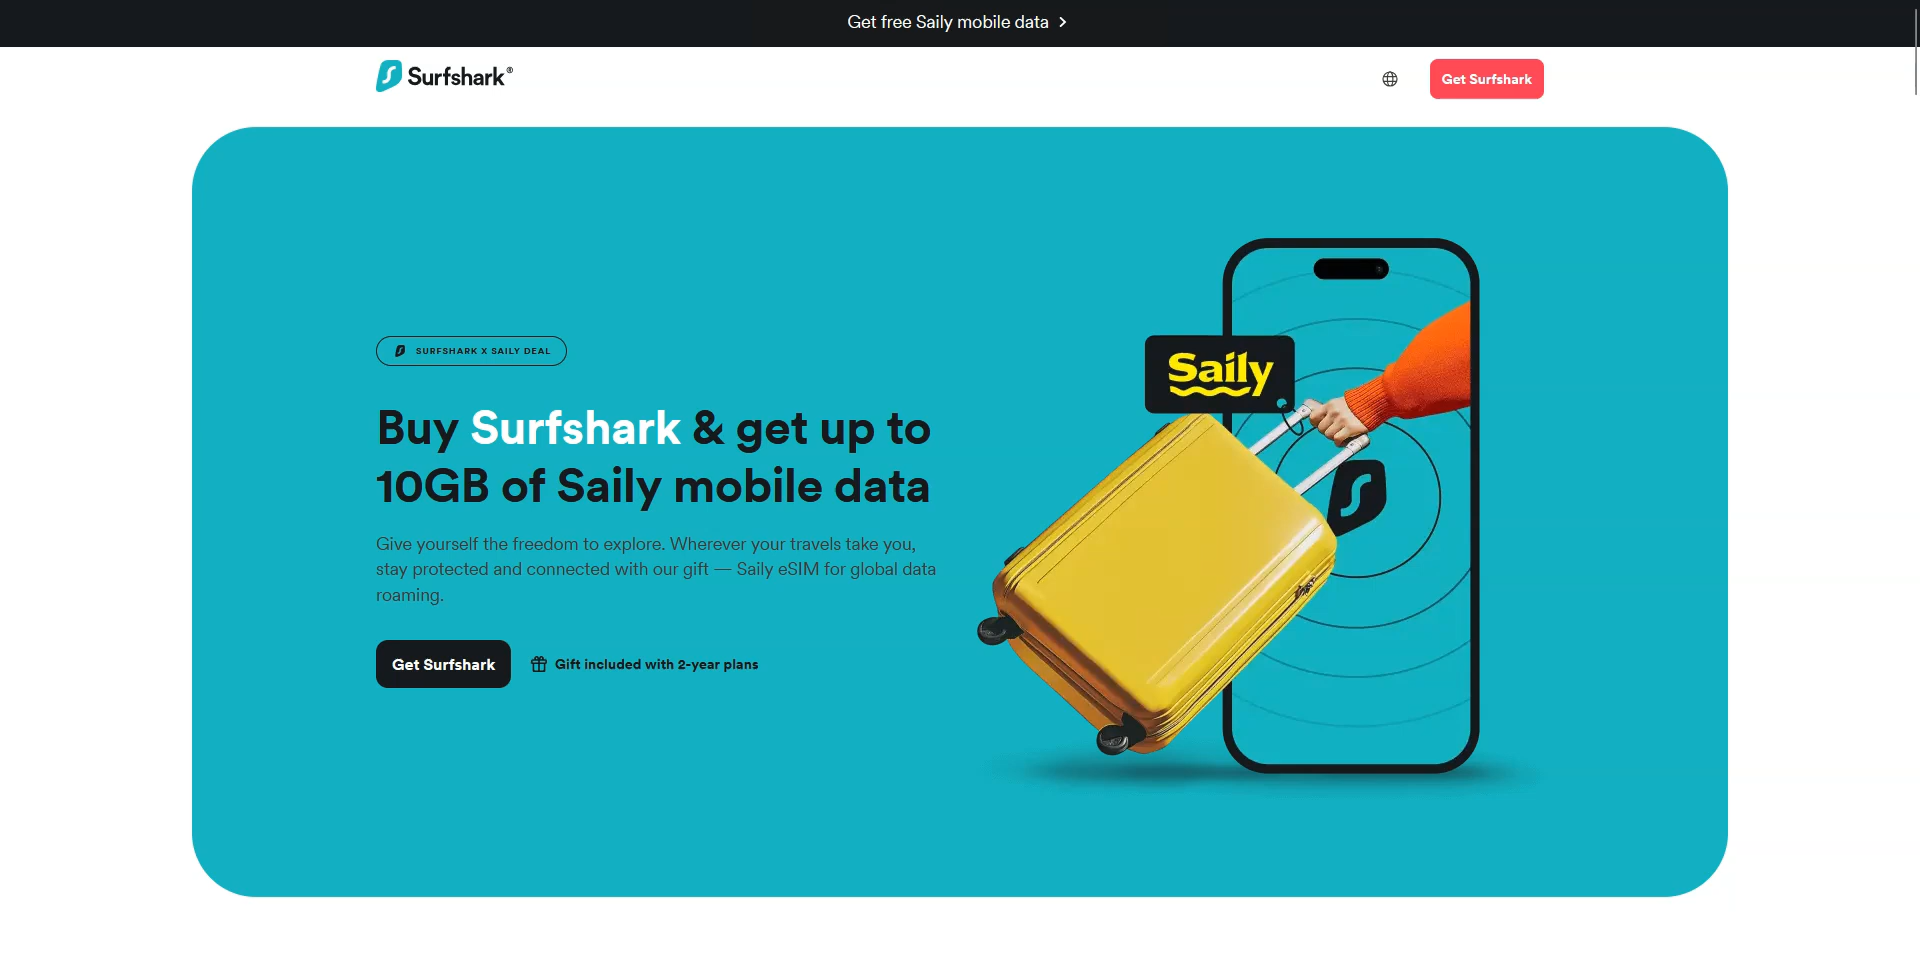 Get free Saily mobile data
Surfshark®
Get Surfshark
SURFSHARK X SAILY DEAL
Buy Surfshark & get up to
10GB of Saily mobile data
Give yourself the freedom to explore. Wherever your travels take you,
stay protected and connected with our gift — Saily eSIM for global data
roaming.
Get Surfshark
Gift included with 2-year plans
Saily